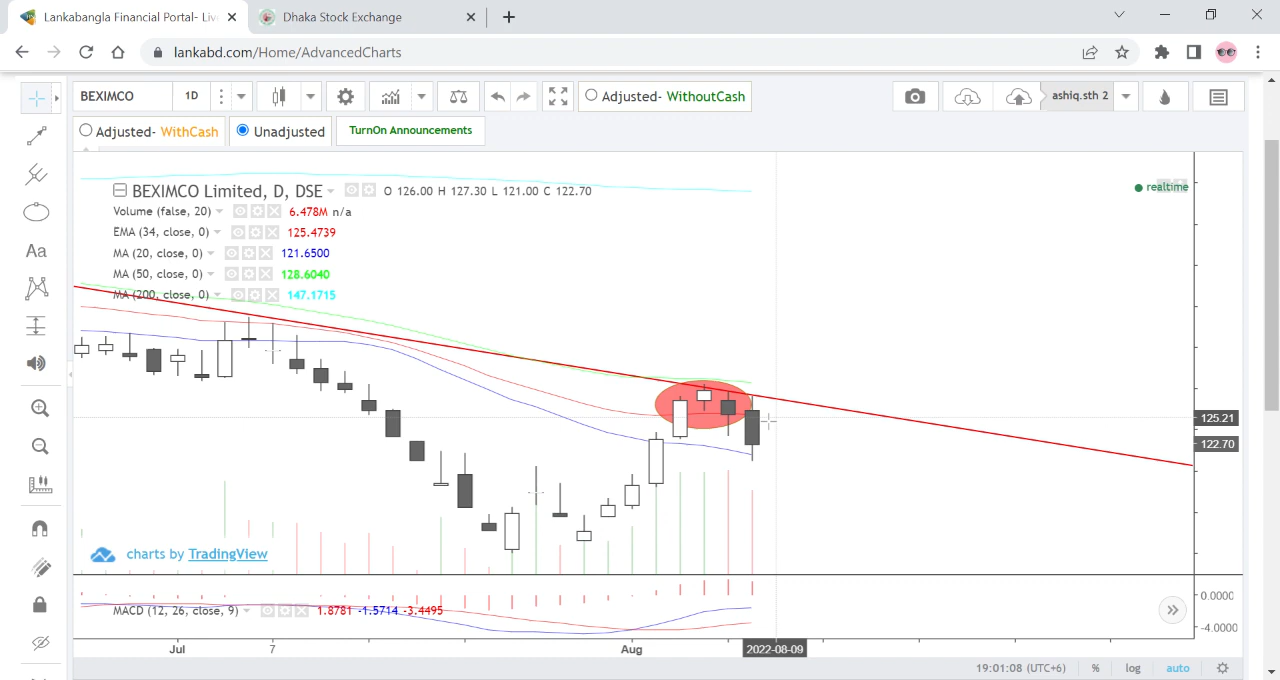 Lankabangla Financial Portal- Liv
Dhaka Stock Exchange
lankabd.com/Home/AdvancedCharts
BEXIMCO 1D Adjusted- WithoutCash ashiq.sth 2
Adjusted- WithCash Unadjusted TurnOn Announcements
BEXIMCO Limited, D, DSE O 126.00 H 127.30 L 121.00 C 122.70
realtime
Volume (false, 20) 6.478M n/a
EMA (34, close, 0) 125.4739
MA (20, close, 0) 121.6500
Aa
MA (50, close, 0) 128.6040
MA (200, close, 0) 147.1715
125.21
122.70
charts by TradingView
0.0000
MACD (12, 26, close, 9) 1.8781 -1.5714 -3.4495
-4.0000
Jul 7 Aug 2022-08-09
19:01:08 (UTC+6) % log auto